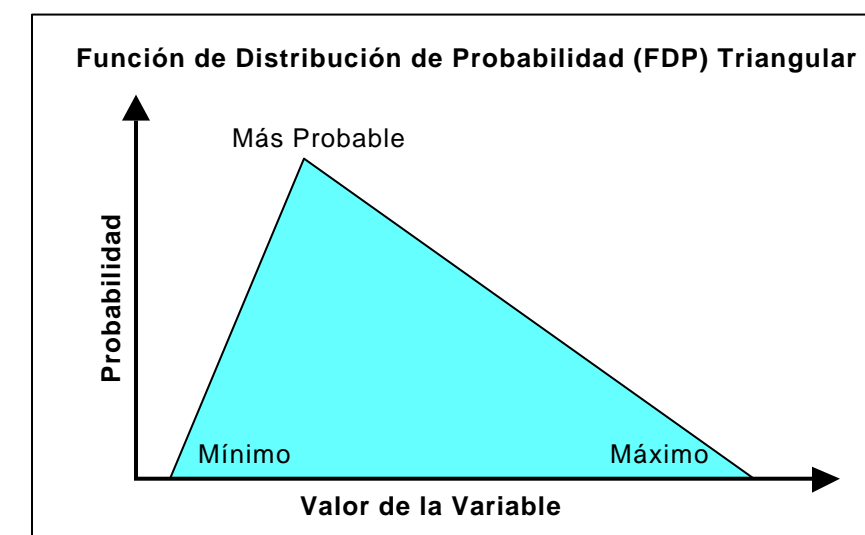 Función de Distribución de Probabilidad (FDP) Triangular
Más Probable
Probabilidad
Mínimo
Máximo
Valor de la Variable